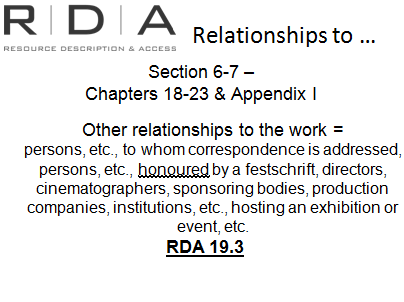 R | D | A
RESOURCE DESCRIPTION & ACCESS
Relationships to ...
Section 6-7 –
Chapters 18-23 & Appendix I
Other relationships to the work =
persons, etc., to whom correspondence is addressed,
persons, etc., honoured by a festschrift, directors,
cinematographers, sponsoring bodies, production
companies, institutions, etc., hosting an exhibition or
event, etc.
RDA 19.3